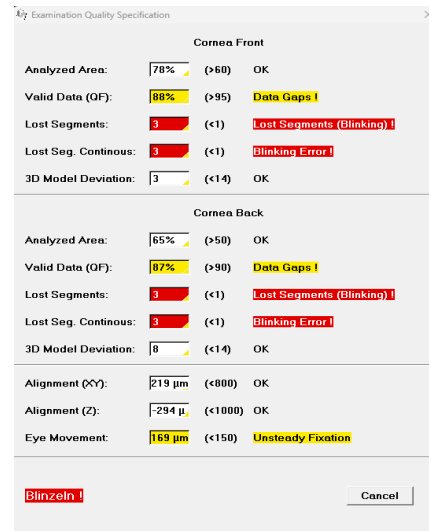 Examination Quality Specification
Cornea Front
Analyzed Area: 78% (>60) OK
Valid Data (QF): 88% (>95) Data Gaps !
Lost Segments: 3 (<1) Lost Segments (Blinking) !
Lost Seg. Continous: 3 (<1) Blinking Error !
3D Model Deviation: 3 (<14) OK
Cornea Back
Analyzed Area: 65% (>50) OK
Valid Data (QF): 87% (>90) Data Gaps !
Lost Segments: 3 (<1) Lost Segments (Blinking) !
Lost Seg. Continous: 3 (<1) Blinking Error !
3D Model Deviation: 8 (<14) OK
Alignment (XY): 219 µm (<800) OK
Alignment (Z): -294 µ (<1000) OK
Eye Movement: 169 µm (<150) Unsteady Fixation
Blinzeln ! Cancel